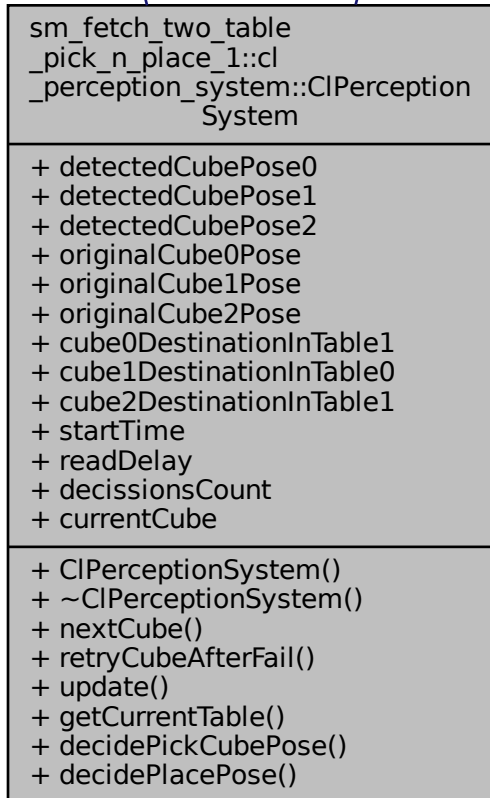 sm_fetch_two_table
_pick_n_place_1::cl
_perception_system::ClPerception
System
+ detectedCubePose0
+ detectedCubePose1
+ detectedCubePose2
+ originalCube0Pose
+ originalCube1Pose
+ originalCube2Pose
+ cube0DestinationInTable1
+ cube1DestinationInTable0
+ cube2DestinationInTable1
+ startTime
+ readDelay
+ decissionsCount
+ currentCube
+ ClPerceptionSystem()
+ ~ClPerceptionSystem()
+ nextCube()
+ retryCubeAfterFail()
+ update()
+ getCurrentTable()
+ decidePickCubePose()
+ decidePlacePose()